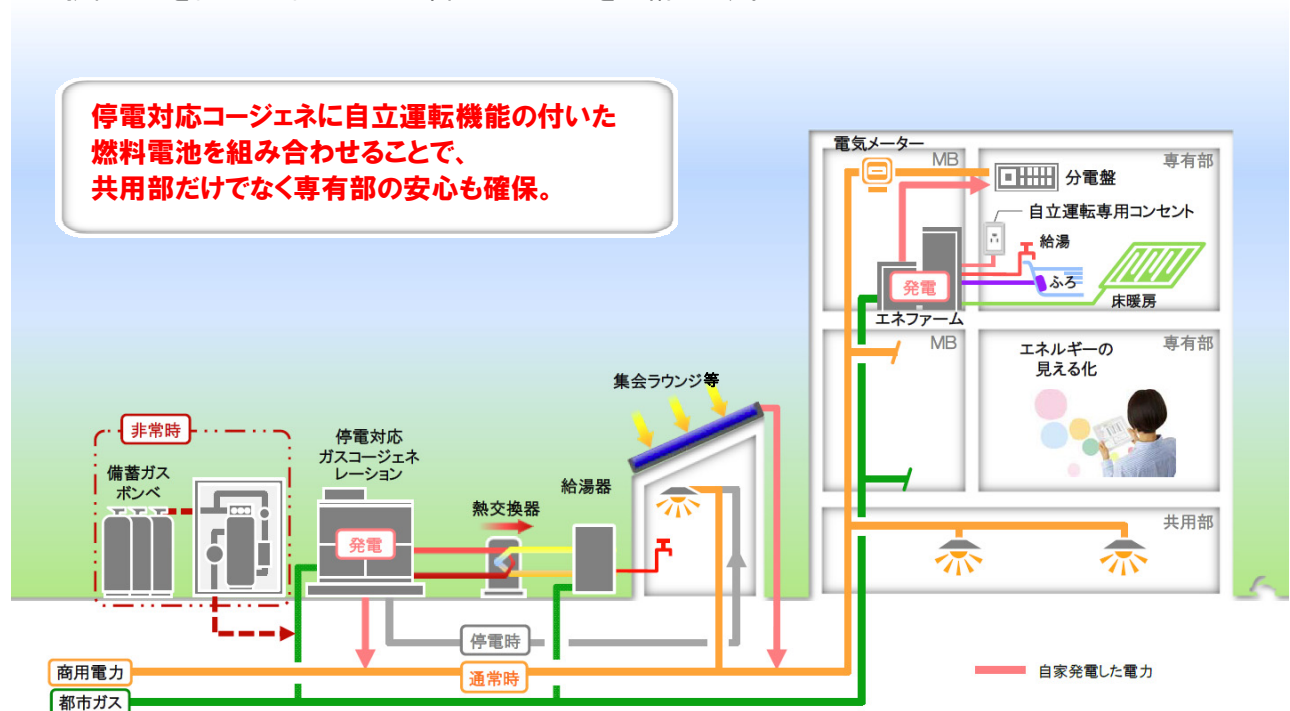 停電対応コージェネに自立運転機能の付いた
燃料電池を組み合わせることで、
共用部だけでなく専有部の安心も確保。
電気メーター
MB
専有部
分電盤
自立運転専用コンセント
給湯
ふろ
床暖房
発電
エネファーム
MB
専有部
エネルギーの
見える化
集会ラウンジ等
非常時
備蓄ガス
ボンベ
停電対応
ガスコージェネ
レーション
発電
熱交換器
給湯器
共用部
停電時
商用電力
通常時
自家発電した電力
都市ガス